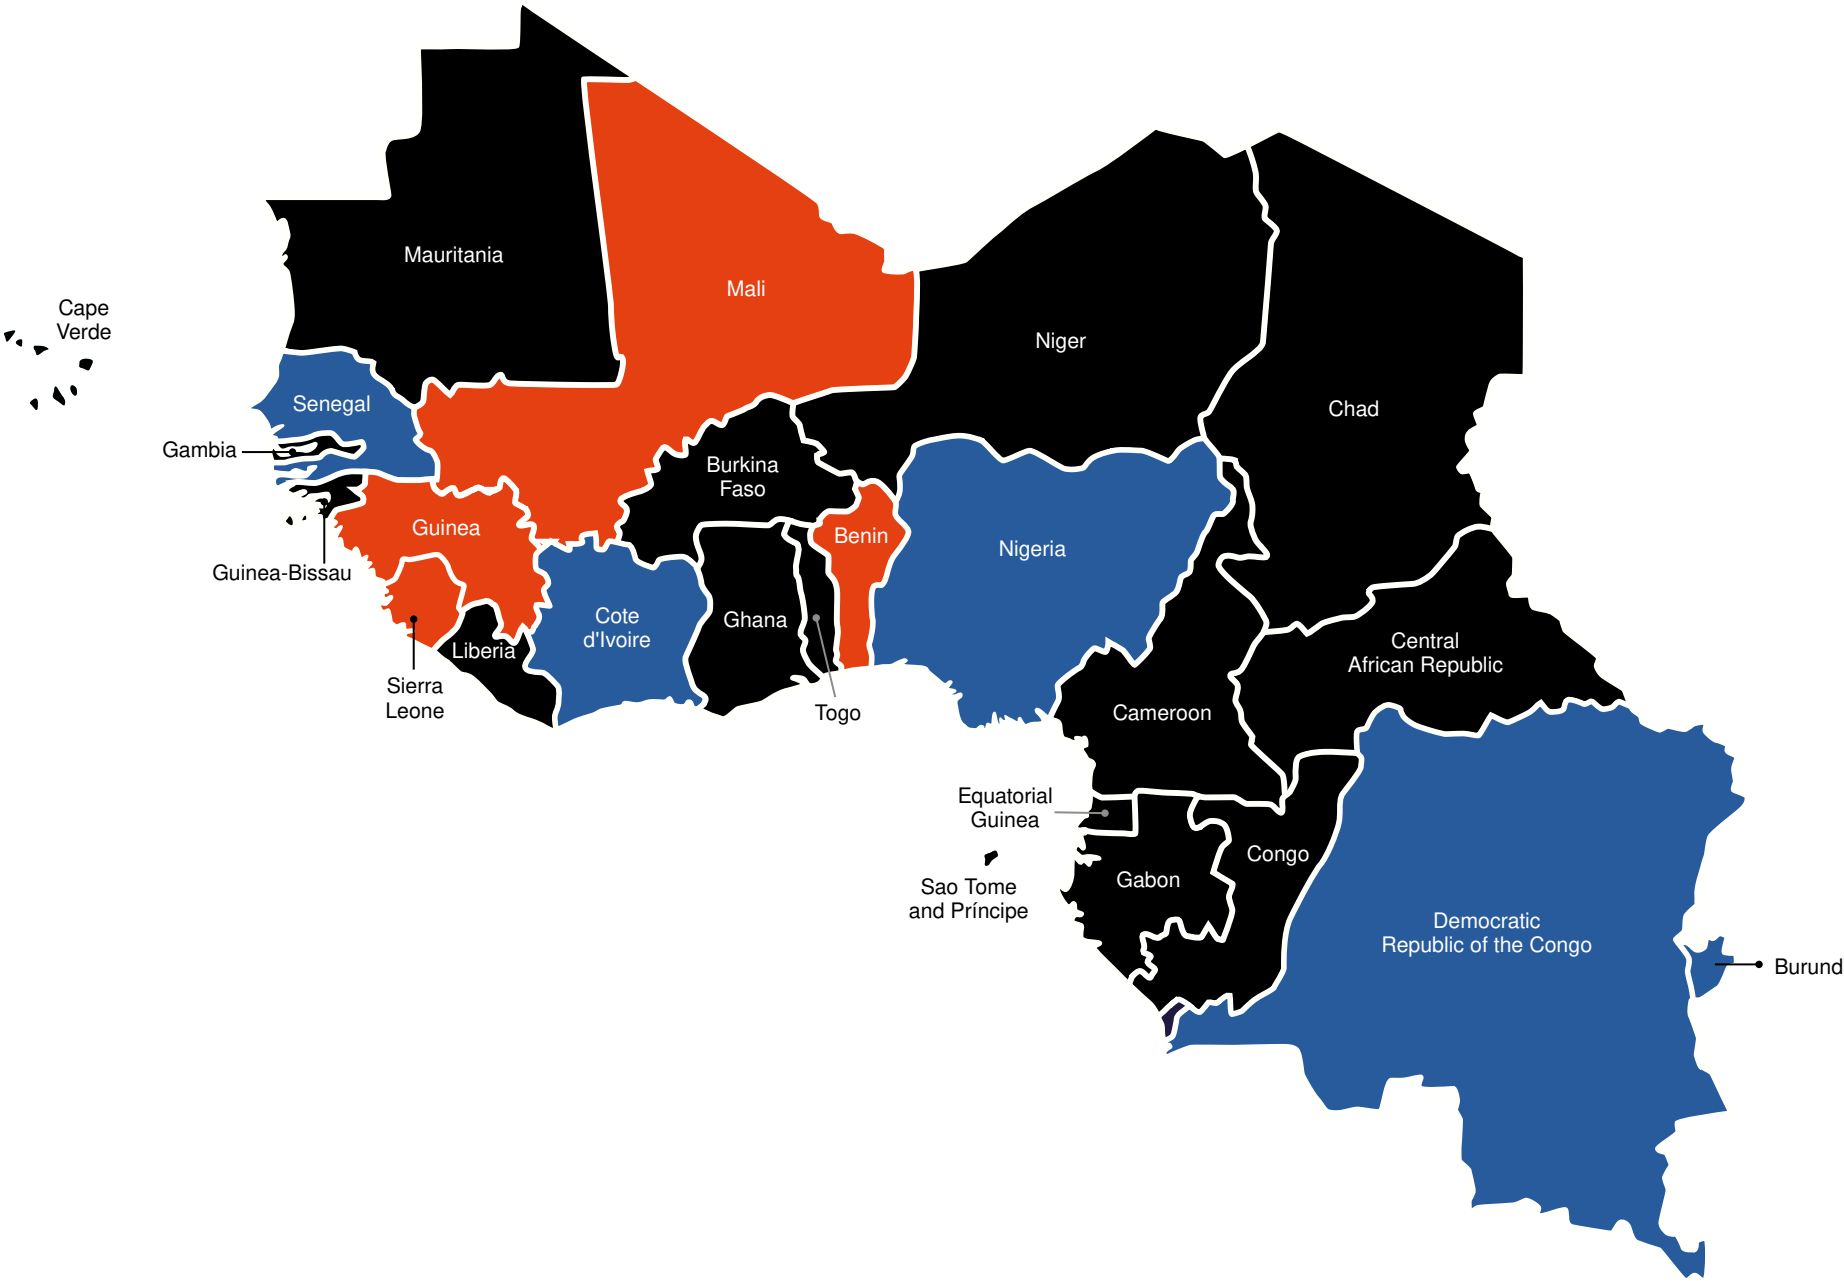 Mauritania
Mali
Cape
Verde
Niger
Senegal
Chad
Gambia
Burkina
Faso
Guinea
Benin
Nigeria
Guinea-Bissau
Cote
d'Ivoire
Ghana
Liberia
Central
African Republic
Sierra
Leone
Togo
Cameroon
Equatorial
Guinea
Congo
Gabon
Sao Tome
and Príncipe
Democratic
Republic of the Congo
Burund